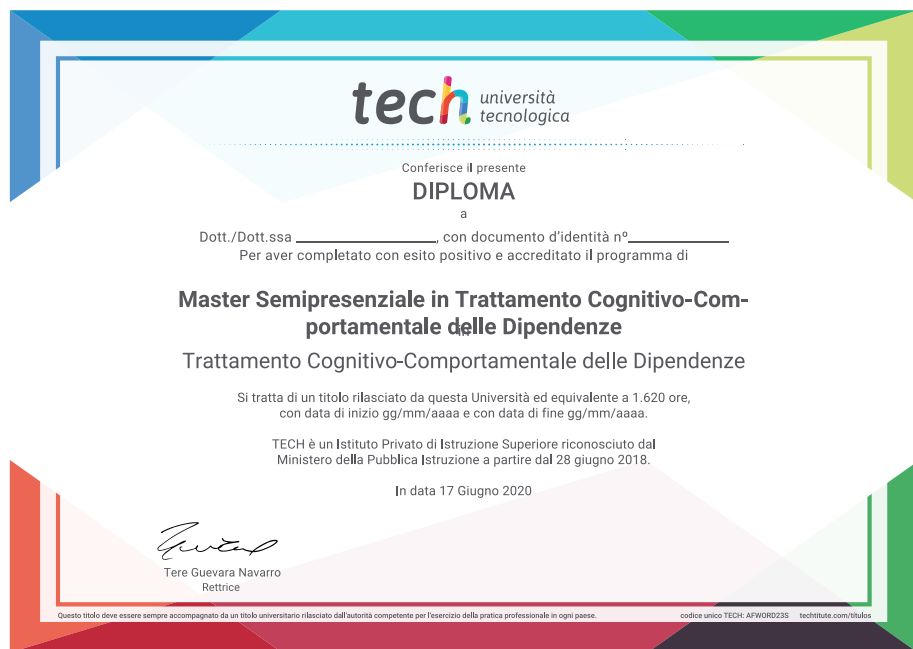 tech università
tecnologica
Conferisce il presente
DIPLOMA
a
Dott./Dott.ssa ________________, con documento d'identità nº____________
Per aver completato con esito positivo e accreditato il programma di
Master Semipresenziale in Trattamento Cognitivo-Com-
portamentale delle Dipendenze
in
Trattamento Cognitivo-Comportamentale delle Dipendenze
Si tratta di un titolo rilasciato da questa Università ed equivalente a 1.620 ore,
con data di inizio gg/mm/aaaa e con data di fine gg/mm/aaaa.
TECH è un Istituto Privato di Istruzione Superiore riconosciuto dal
Ministero della Pubblica Istruzione a partire dal 28 giugno 2018.
In data 17 Giugno 2020
Tere Guevara Navarro
Rettrice
Questo titolo deve essere sempre accompagnato da un titolo universitario rilasciato dall'autorità competente per l'esercizio della pratica professionale in ogni paese. codice unico TECH: AFWORD23S techtitute.com/títulos